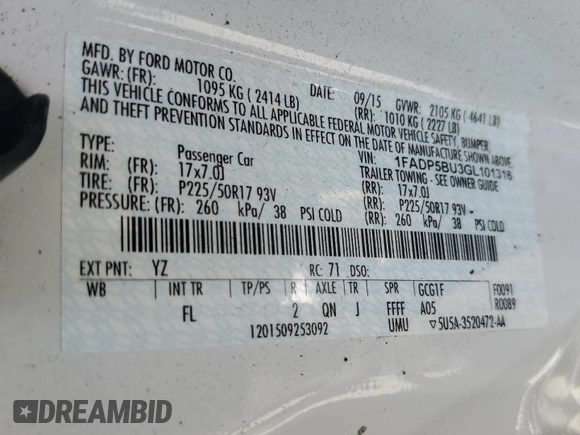 MFD. BY FORD MOTOR CO.
DATE: 09/15 GVWR: 2105 KG ( 4641 LB)
GAWR: (FR): 1095 KG ( 2414 LB) (RR): 1010 KG ( 2227 LB)
THIS VEHICLE CONFORMS TO ALL APPLICABLE FEDERAL MOTOR VEHICLE SAFETY, BUMPER
AND THEFT PREVENTION STANDARDS IN EFFECT ON THE DATE OF MANUFACTURE SHOWN ABOVE
VIN: 1FADP5BU3GL101316
TYPE: Passenger Car TRAILER TOWING - SEE OWNER GUIDE
RIM: (FR): 17x7.0J (RR): 17x7.0J
TIRE: (FR): P225/50R17 93V (RR): P225/50R17 93V
PRESSURE: (FR): 260 kPa/ 38 PSI COLD (RR): 260 kPa/ 38 PSI COLD
EXT PNT: YZ RC: 71 DSO: F0091
WB INT TR TP/PS R AXLE TR SPR GCG1F R0089
FL 2 QN J FFFF A05
1201509253092 UMU ▽ 5U5A-3520472-AA
DREAMBID